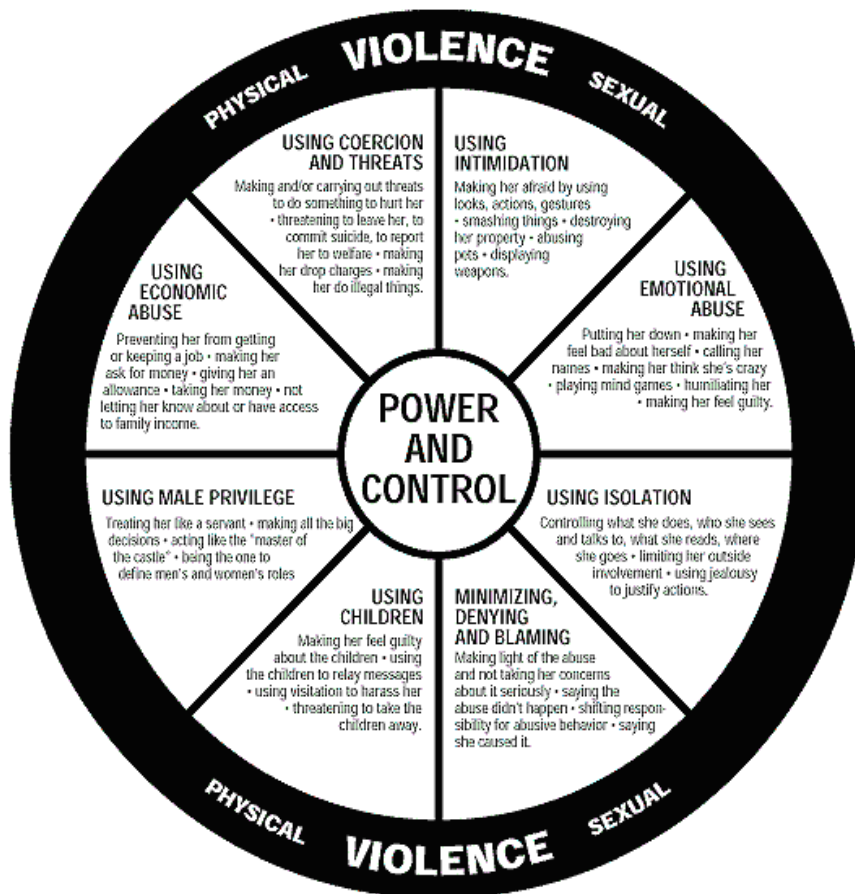 PHYSICAL VIOLENCE SEXUAL
USING COERCION
AND THREATS
Making and/or carrying out threats
to do something to hurt her
• threatening to leave her, to
commit suicide, to report
her to welfare • making
her drop charges • making
her do illegal things.
USING
INTIMIDATION
Making her afraid by using
looks, actions, gestures
• smashing things • destroying
her property • abusing
pets • displaying
weapons.
USING
EMOTIONAL
ABUSE
Putting her down • making her
feel bad about herself • calling her
names • making her think she's crazy
• playing mind games • humiliating her
• making her feel guilty.
USING ISOLATION
Controlling what she does, who she sees
and talks to, what she reads, where
she goes • limiting her outside
involvement • using jealousy
to justify actions.
MINIMIZING,
DENYING
AND BLAMING
Making light of the abuse
and not taking her concerns
about it seriously • saying the
abuse didn't happen • shifting respon-
sibility for abusive behavior • saying
she caused it.
USING
CHILDREN
Making her feel guilty
about the children • using
the children to relay messages
• using visitation to harass her
• threatening to take the
children away.
USING MALE PRIVILEGE
Treating her like a servant • making all the big
decisions • acting like the "master of
the castle" • being the one to
define men's and women's roles
USING
ECONOMIC
ABUSE
Preventing her from getting
or keeping a job • making her
ask for money • giving her an
allowance • taking her money • not
letting her know about or have access
to family income.
POWER
AND
CONTROL
PHYSICAL VIOLENCE SEXUAL